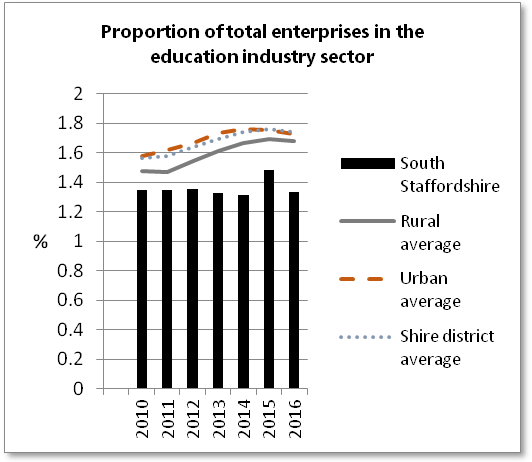 Proportion of total enterprises in the
education industry sector
2
1.8
1.6
1.4
1.2
1
0.8
0.6
0.4
0.2
0
%
2010
2011
2012
2013
2014
2015
2016
South
Staffordshire
Rural
average
Urban
average
Shire district
average